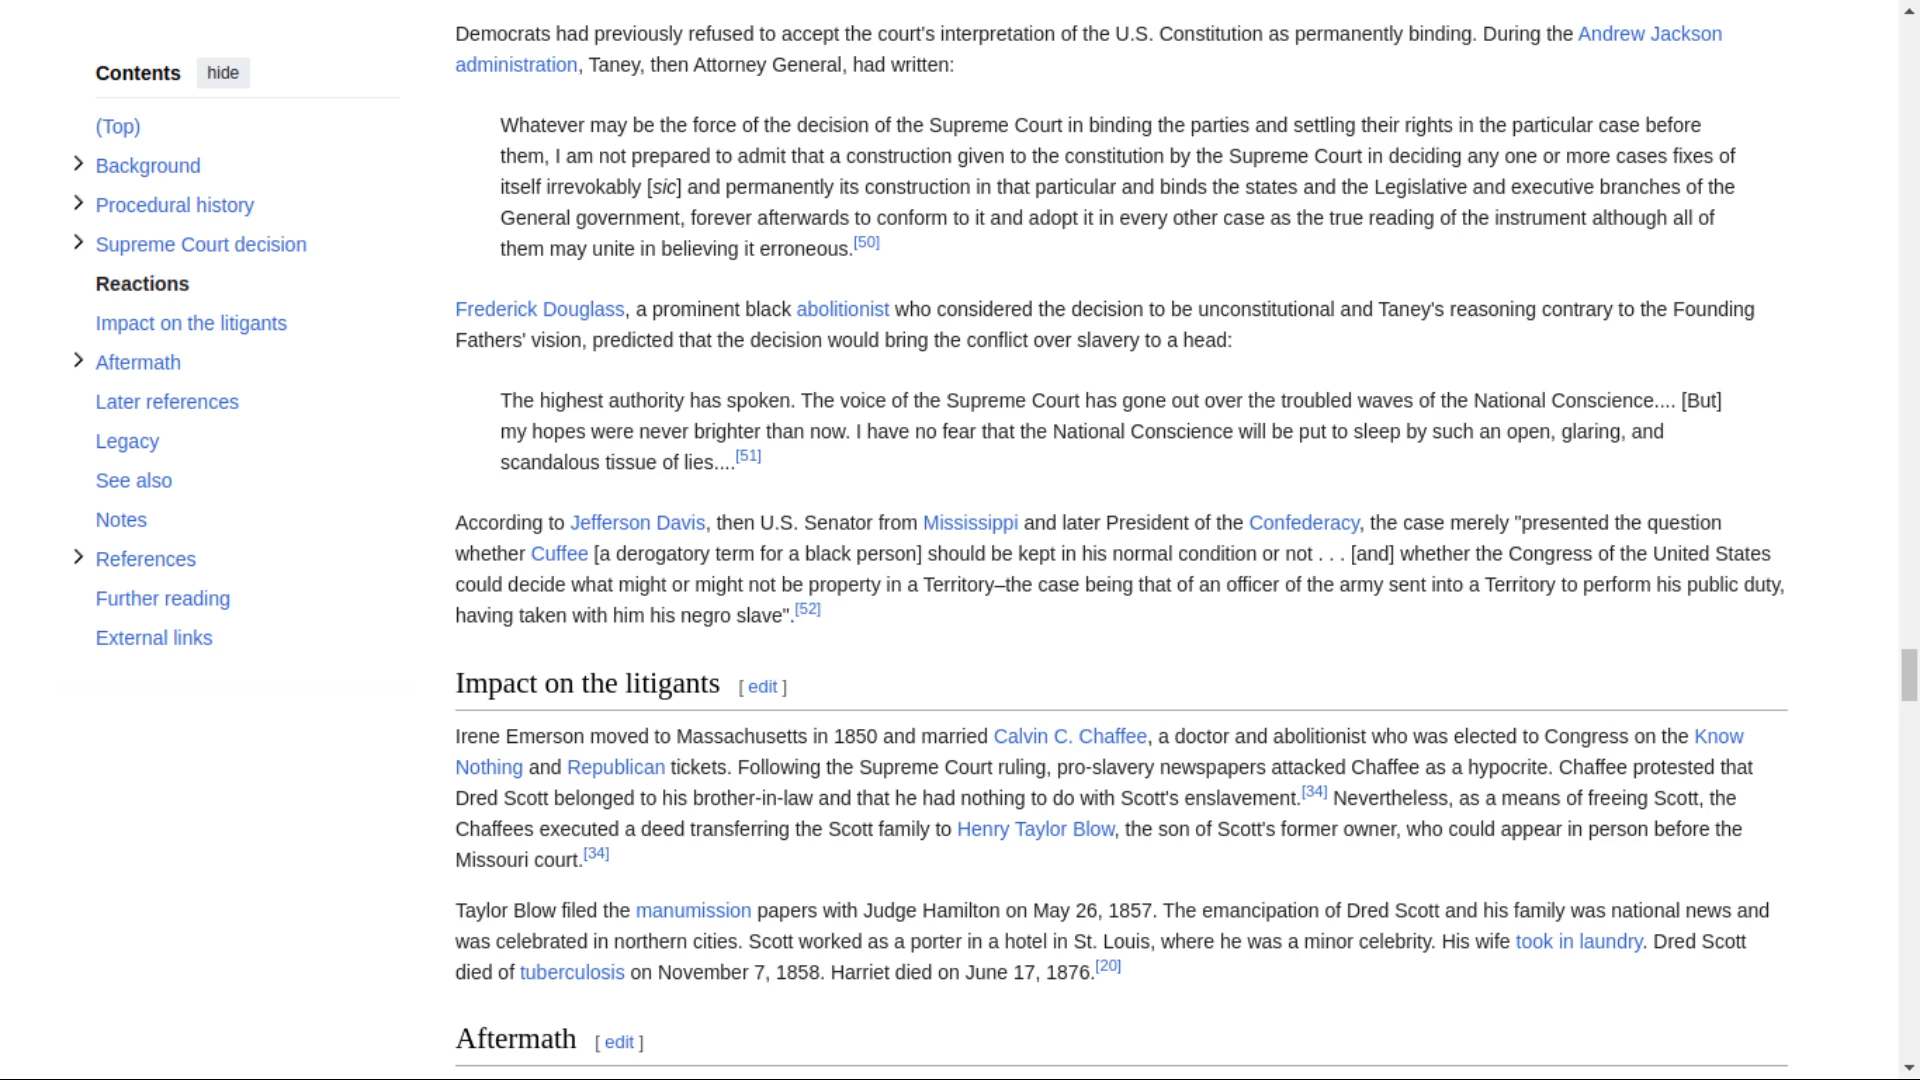 Contents hide
(Top)
Background
Procedural history
Supreme Court decision
Reactions
Impact on the litigants
Aftermath
Later references
Legacy
See also
Notes
References
Further reading
External links
Democrats had previously refused to accept the court's interpretation of the U.S. Constitution as permanently binding. During the Andrew Jackson
administration, Taney, then Attorney General, had written:
Whatever may be the force of the decision of the Supreme Court in binding the parties and settling their rights in the particular case before
them, I am not prepared to admit that a construction given to the constitution by the Supreme Court in deciding any one or more cases fixes of
itself irrevokably [sic] and permanently its construction in that particular and binds the states and the Legislative and executive branches of the
General government, forever afterwards to conform to it and adopt it in every other case as the true reading of the instrument although all of
them may unite in believing it erroneous.[50]
Frederick Douglass, a prominent black abolitionist who considered the decision to be unconstitutional and Taney's reasoning contrary to the Founding
Fathers' vision, predicted that the decision would bring the conflict over slavery to a head:
The highest authority has spoken. The voice of the Supreme Court has gone out over the troubled waves of the National Conscience.... [But]
my hopes were never brighter than now. I have no fear that the National Conscience will be put to sleep by such an open, glaring, and
scandalous tissue of lies....[51]
According to Jefferson Davis, then U.S. Senator from Mississippi and later President of the Confederacy, the case merely "presented the question
whether Cuffee [a derogatory term for a black person] should be kept in his normal condition or not . . . [and] whether the Congress of the United States
could decide what might or might not be property in a Territory–the case being that of an officer of the army sent into a Territory to perform his public duty,
having taken with him his negro slave".[52]
Impact on the litigants [ edit ]
Irene Emerson moved to Massachusetts in 1850 and married Calvin C. Chaffee, a doctor and abolitionist who was elected to Congress on the Know
Nothing and Republican tickets. Following the Supreme Court ruling, pro-slavery newspapers attacked Chaffee as a hypocrite. Chaffee protested that
Dred Scott belonged to his brother-in-law and that he had nothing to do with Scott's enslavement.[34] Nevertheless, as a means of freeing Scott, the
Chaffees executed a deed transferring the Scott family to Henry Taylor Blow, the son of Scott's former owner, who could appear in person before the
Missouri court.[34]
Taylor Blow filed the manumission papers with Judge Hamilton on May 26, 1857. The emancipation of Dred Scott and his family was national news and
was celebrated in northern cities. Scott worked as a porter in a hotel in St. Louis, where he was a minor celebrity. His wife took in laundry. Dred Scott
died of tuberculosis on November 7, 1858. Harriet died on June 17, 1876.[20]
Aftermath [ edit ]